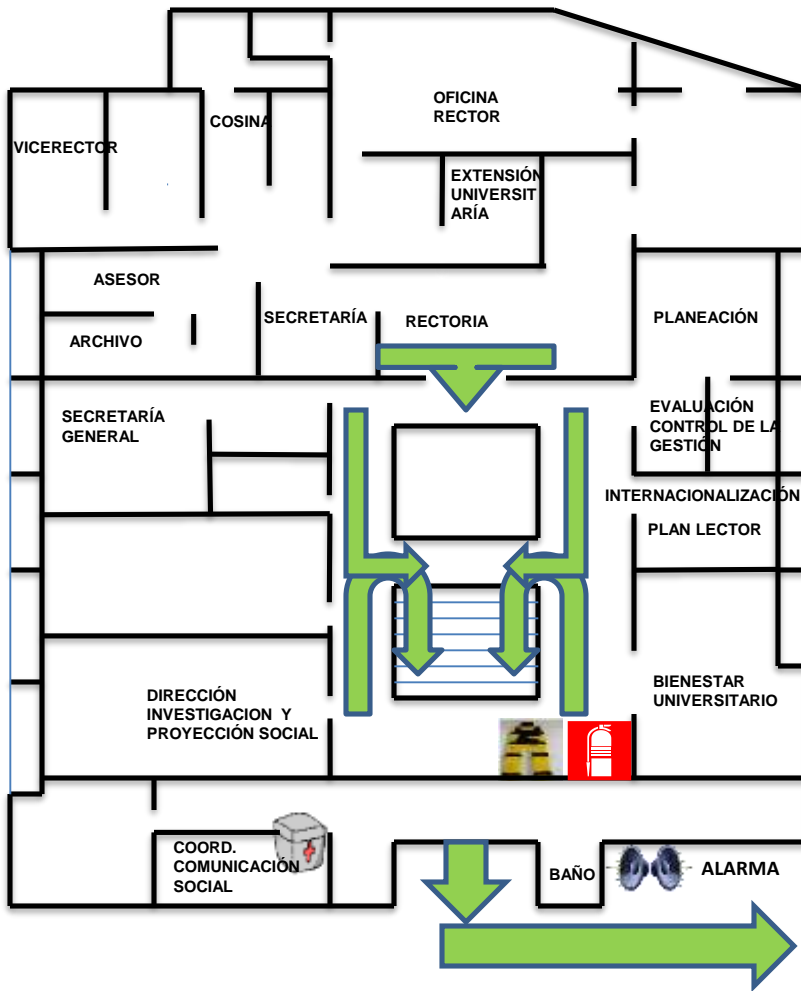 OFICINA
RECTOR
COSINA
VICERECTOR
EXTENSIÓN
UNIVERSIT
ARÍA
ASESOR
SECRETARÍA
RECTORIA
PLANEACIÓN
ARCHIVO
SECRETARÍA
GENERAL
EVALUACIÓN
CONTROL DE LA
GESTIÓN
INTERNACIONALIZACIÓN
PLAN LECTOR
DIRECCIÓN
INVESTIGACION Y
PROYECCIÓN SOCIAL
BIENESTAR
UNIVERSITARIO
COORD.
COMUNICACIÓN
SOCIAL
BAÑO
ALARMA